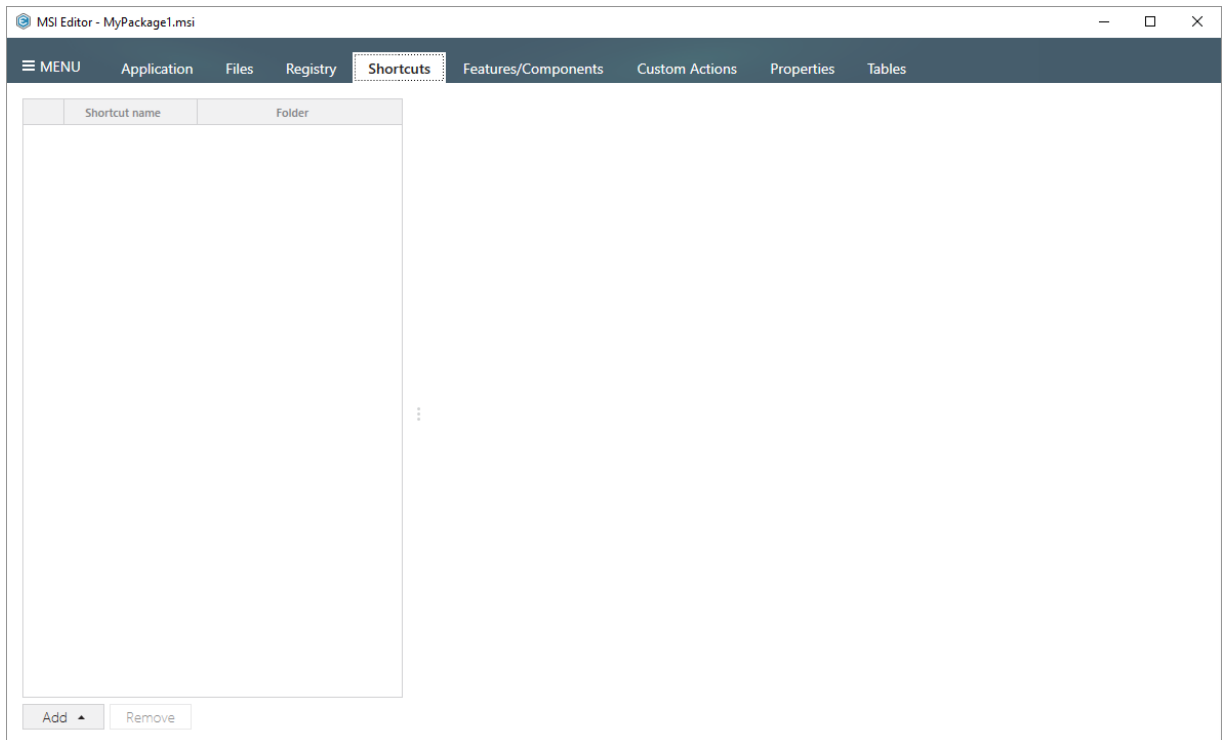 MSI Editor - MyPackage1.msi
MENU Application Files Registry Shortcuts Features/Components Custom Actions Properties Tables
Shortcut name Folder
Add Remove